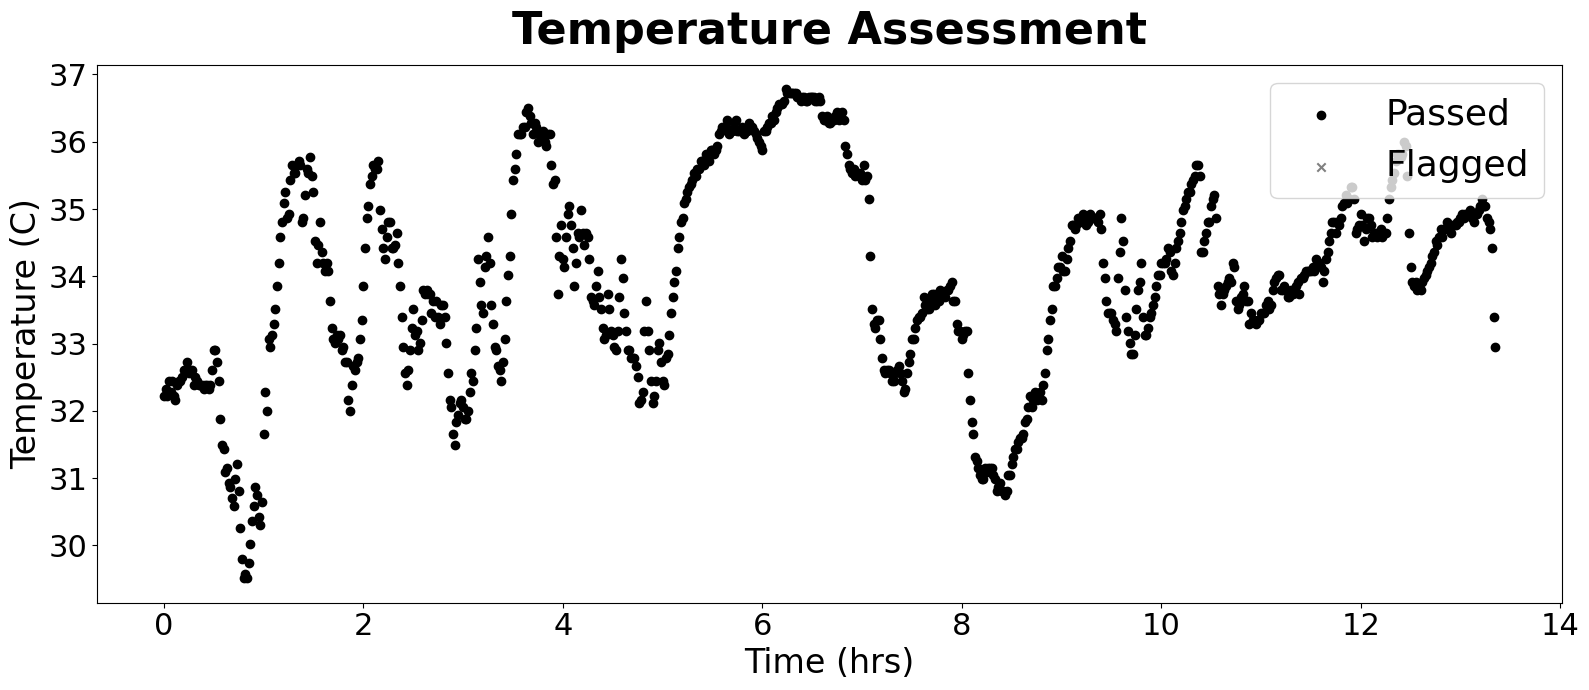 Temperature Assessment
Temperature (C)
37
36
35
34
33
32
31
30
Passed
Flagged
0 2 4 6 8 10 12 14
Time (hrs)